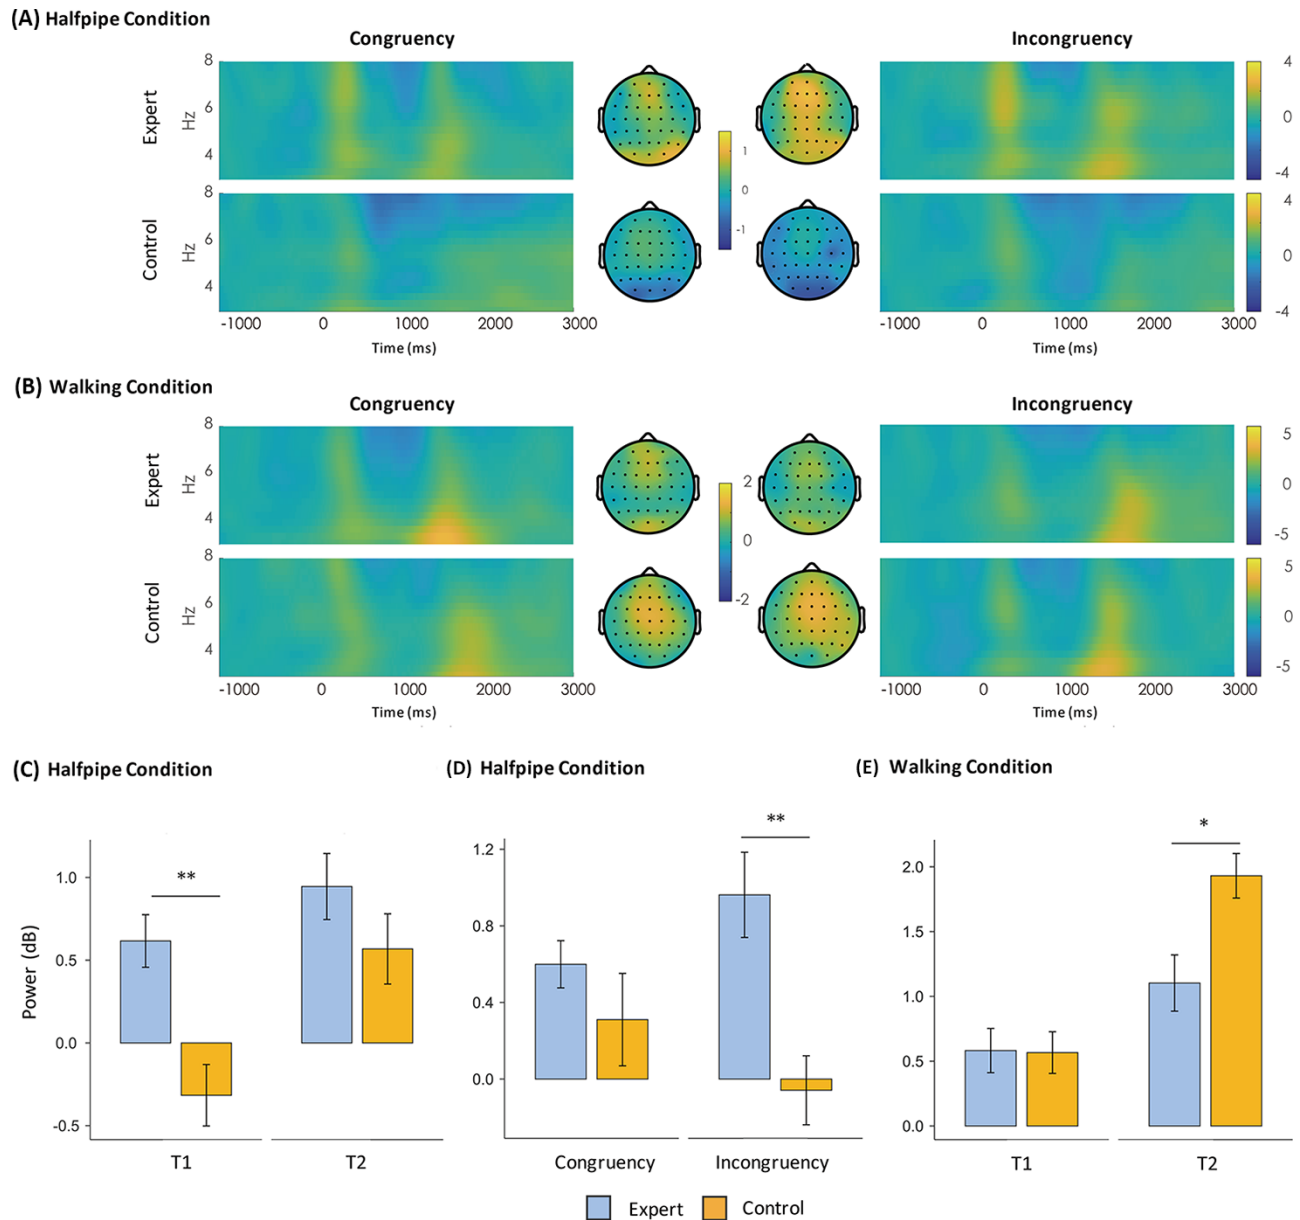 (A) Halfpipe Condition
Congruency
Incongruency
Expert
Hz
8
6
4
1
0
-1
4
0
-4
Control
Hz
8
6
4
4
0
-4
-1000 0 1000 2000 3000
Time (ms)
-1000 0 1000 2000 3000
Time (ms)
(B) Walking Condition
Congruency
Incongruency
Expert
Hz
8
6
4
2
0
-2
5
0
-5
Control
Hz
8
6
4
5
0
-5
-1000 0 1000 2000 3000
Time (ms)
-1000 0 1000 2000 3000
Time (ms)
(C) Halfpipe Condition
Power (dB)
1.0
0.5
0.0
-0.5
**
T1 T2
(D) Halfpipe Condition
1.2
0.8
0.4
0.0
**
Congruency Incongruency
(E) Walking Condition
2.0
1.5
1.0
0.5
0.0
*
T1 T2
Expert Control